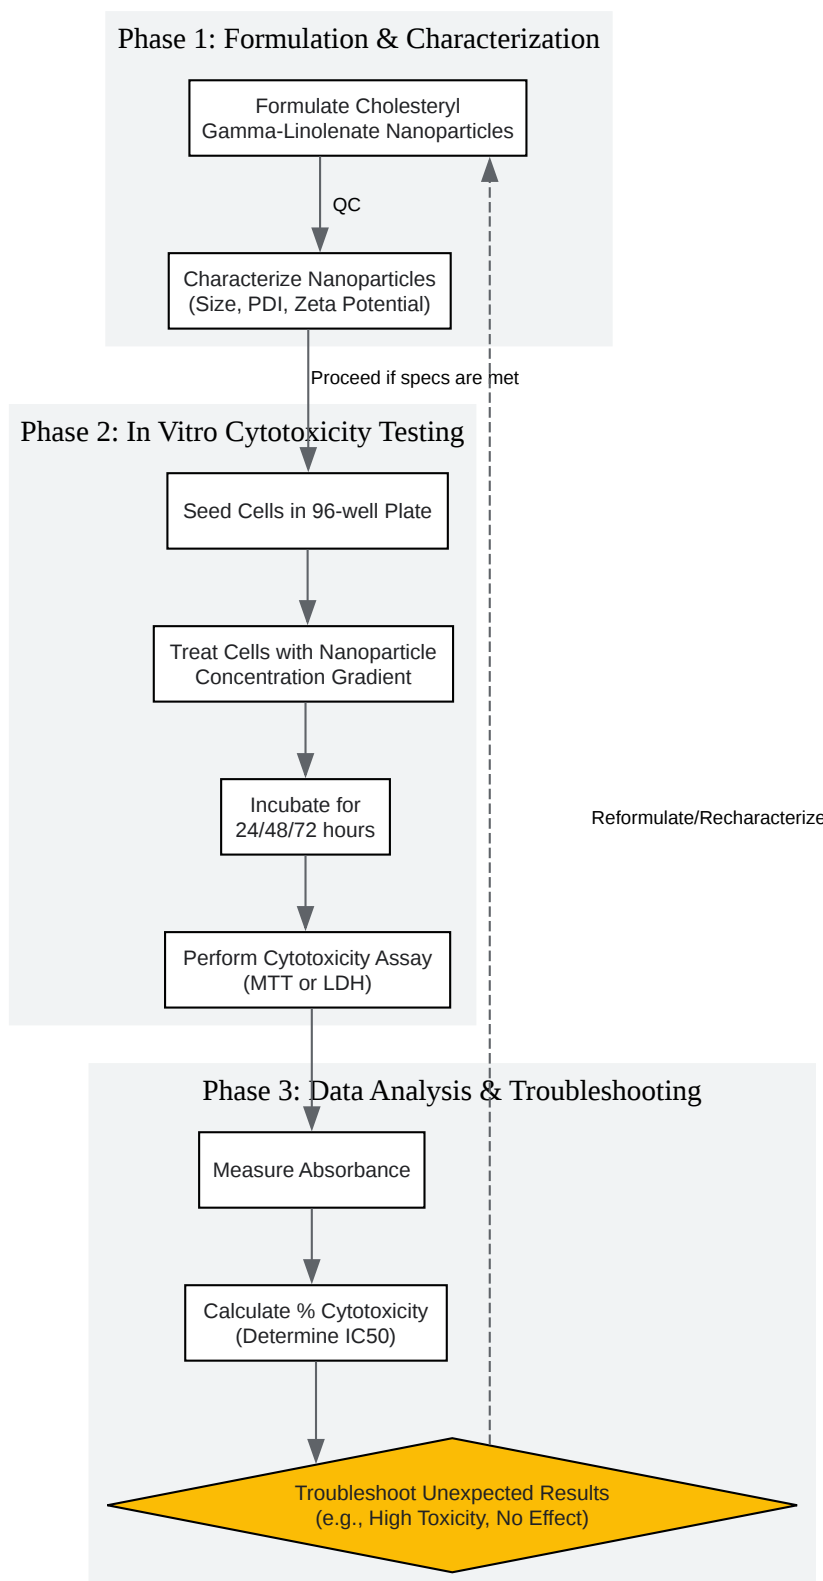 Phase 1: Formulation & Characterization
Formulate Cholesteryl
Gamma-Linolenate Nanoparticles
QC
Characterize Nanoparticles
(Size, PDI, Zeta Potential)
Proceed if specs are met
Phase 2: In Vitro Cytotoxicity Testing
Seed Cells in 96-well Plate
Treat Cells with Nanoparticle
Concentration Gradient
Incubate for
24/48/72 hours
Reformulate/Recharacterize
Perform Cytotoxicity Assay
(MTT or LDH)
Phase 3: Data Analysis & Troubleshooting
Measure Absorbance
Calculate % Cytotoxicity
(Determine IC50)
Troubleshoot Unexpected Results
(e.g., High Toxicity, No Effect)